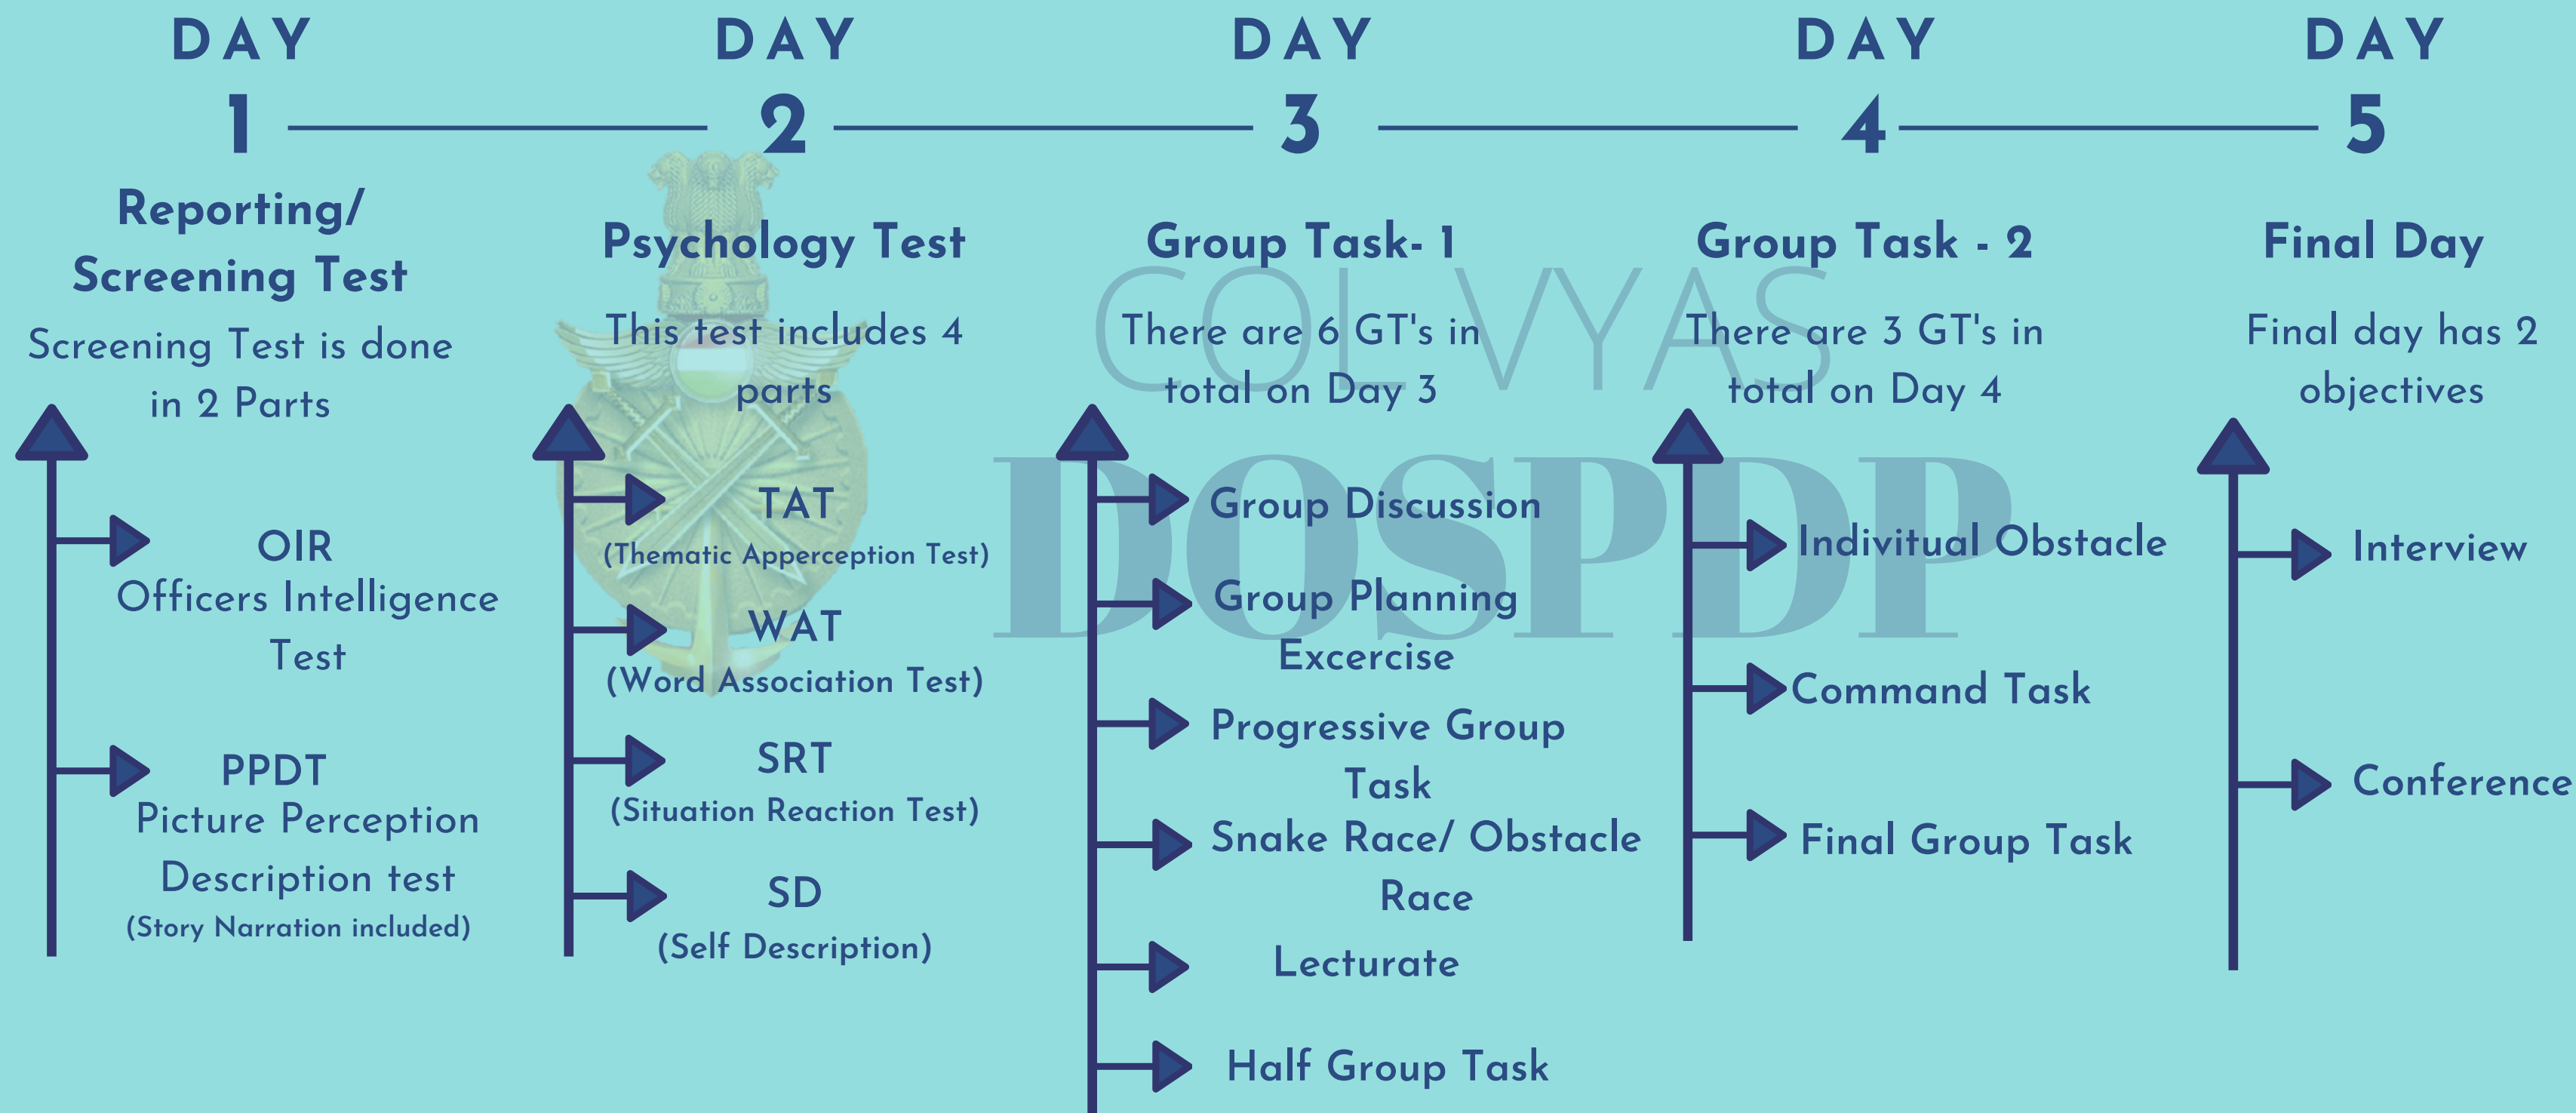 DAY
1
Reporting/
Screening Test
Screening Test is done
in 2 Parts
OIR
Officers Intelligence
Test
PPDT
Picture Perception
Description test
(Story Narration included)
DAY
2
Psychology Test
This test includes 4
parts
TAT
(Thematic Apperception Test)
WAT
(Word Association Test)
SRT
(Situation Reaction Test)
SD
(Self Description)
DAY
3
Group Task- 1
There are 6 GT's in
total on Day 3
Group Discussion
Group Planning
Excercise
Progressive Group
Task
Snake Race/ Obstacle
Race
Lecturate
Half Group Task
DAY
4
Group Task - 2
There are 3 GT's in
total on Day 4
Indivitual Obstacle
Command Task
Final Group Task
DAY
5
Final Day
Final day has 2
objectives
Interview
Conference
COL VYAS
DOSPDP